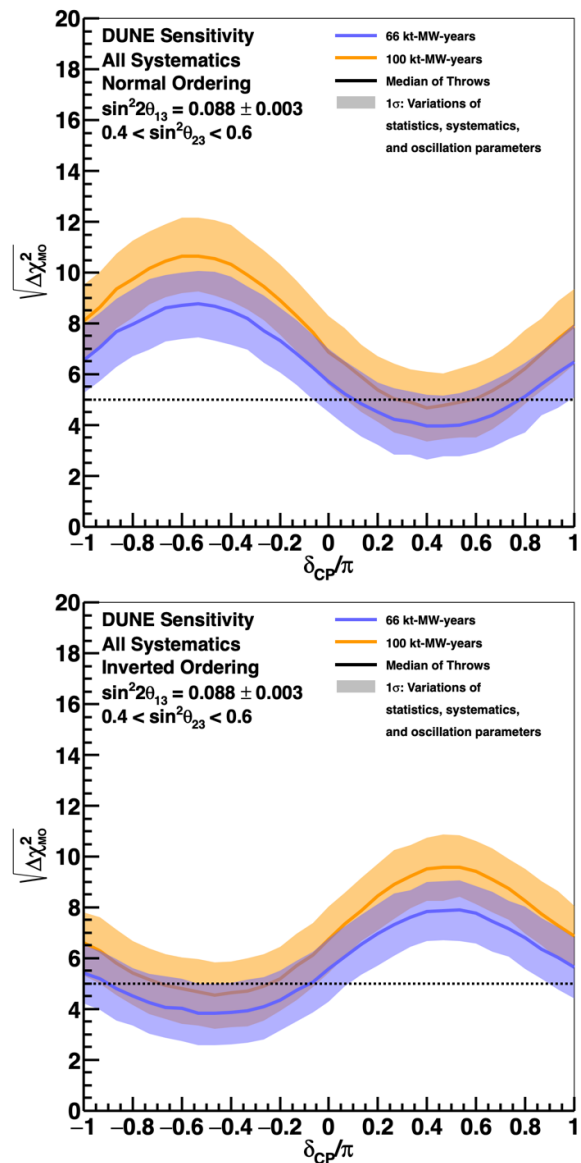 DUNE Sensitivity
All Systematics
Normal Ordering
sin²2θ₁₃ = 0.088 ± 0.003
0.4 < sin²θ₂₃ < 0.6
66 kt-MW-years
100 kt-MW-years
Median of Throws
1σ: Variations of
statistics, systematics,
and oscillation parameters
√Δχ²MO
20
18
16
14
12
10
8
6
4
2
0
−1 −0.8 −0.6 −0.4 −0.2 0 0.2 0.4 0.6 0.8 1
δCP/π
DUNE Sensitivity
All Systematics
Inverted Ordering
sin²2θ₁₃ = 0.088 ± 0.003
0.4 < sin²θ₂₃ < 0.6
66 kt-MW-years
100 kt-MW-years
Median of Throws
1σ: Variations of
statistics, systematics,
and oscillation parameters
√Δχ²MO
20
18
16
14
12
10
8
6
4
2
0
−1 −0.8 −0.6 −0.4 −0.2 0 0.2 0.4 0.6 0.8 1
δCP/π